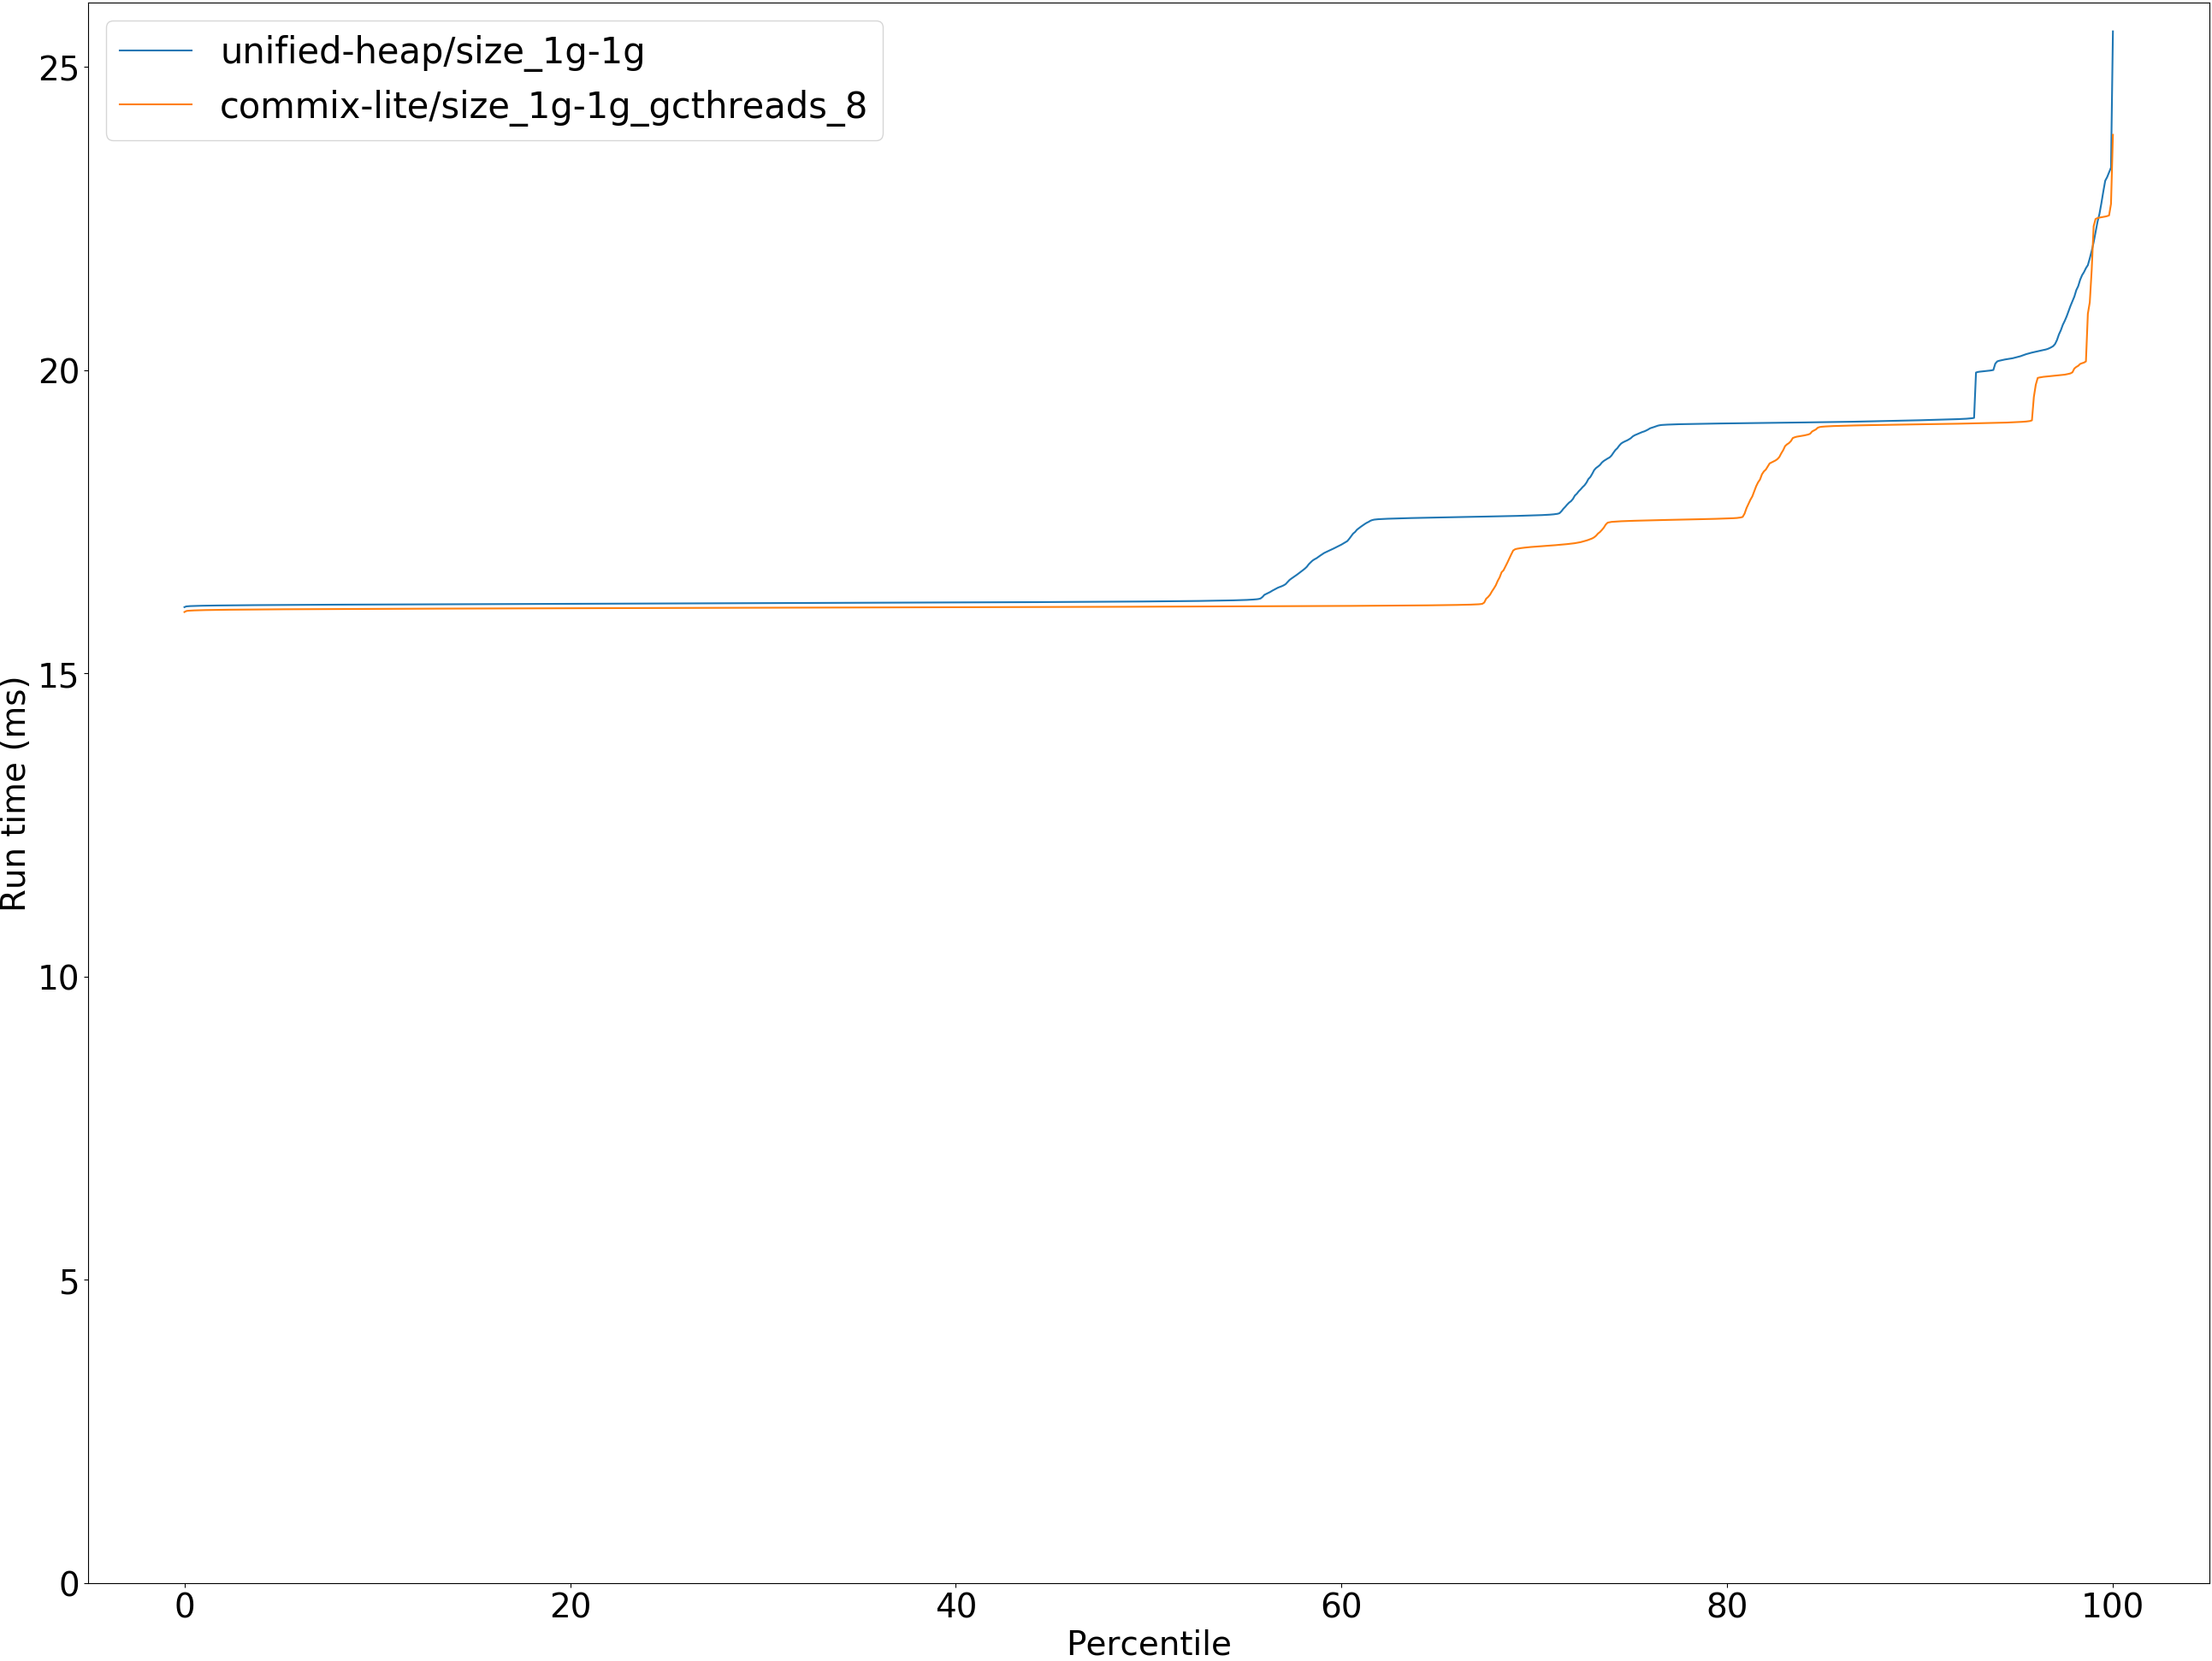 unified-heap/size_1g-1g
commix-lite/size_1g-1g_gcthreads_8
25
20
15
10
5
0
Run time (ms)
0 20 40 60 80 100
Percentile